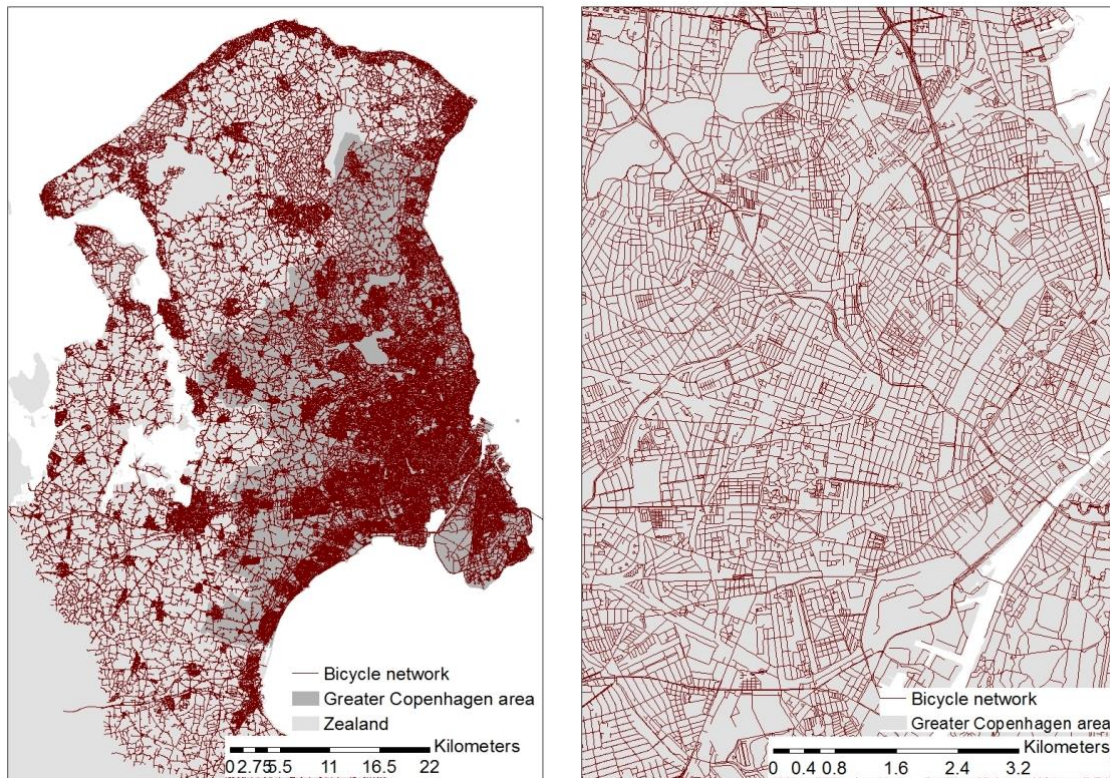 Bicycle network
Greater Copenhagen area
Zealand
Kilometers
0 2.75 5.5 11 16.5 22
Bicycle network
Greater Copenhagen area
Kilometers
0 0.4 0.8 1.6 2.4 3.2